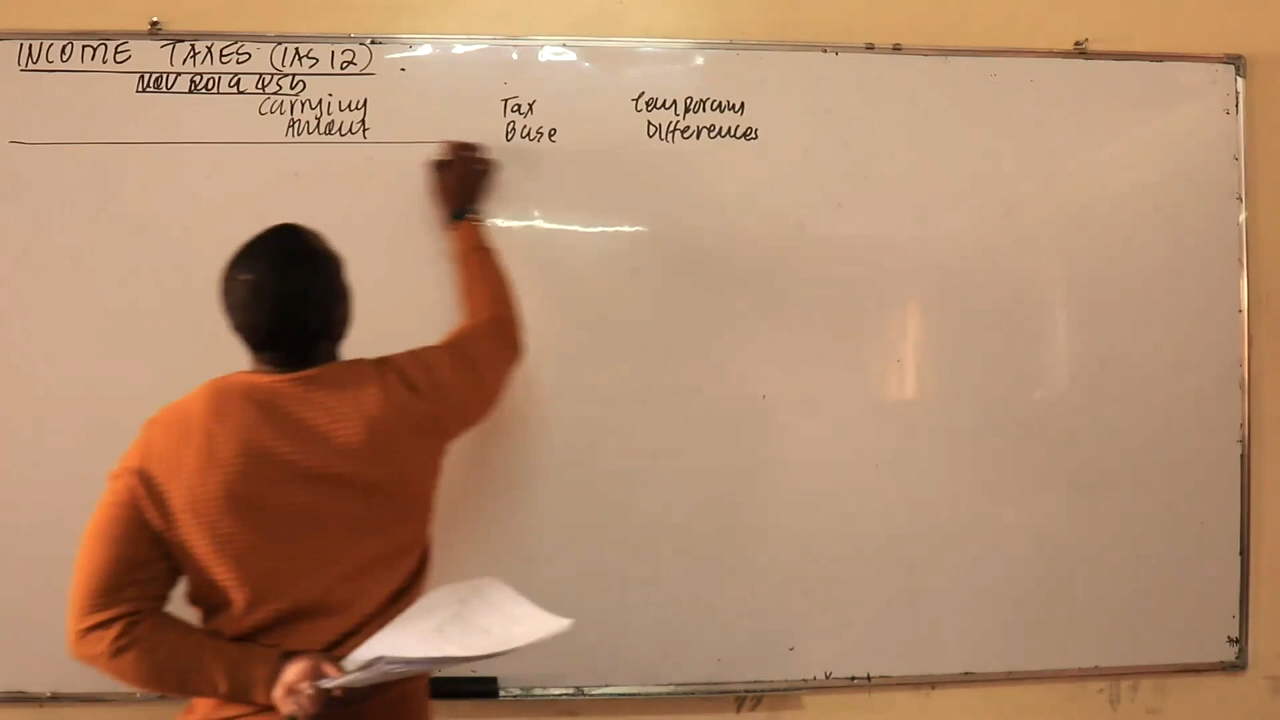 INCOME TAXES (IAS 12)
NOV 2019 Q5b
Carrying Amount
Tax Base
Temporary Differences